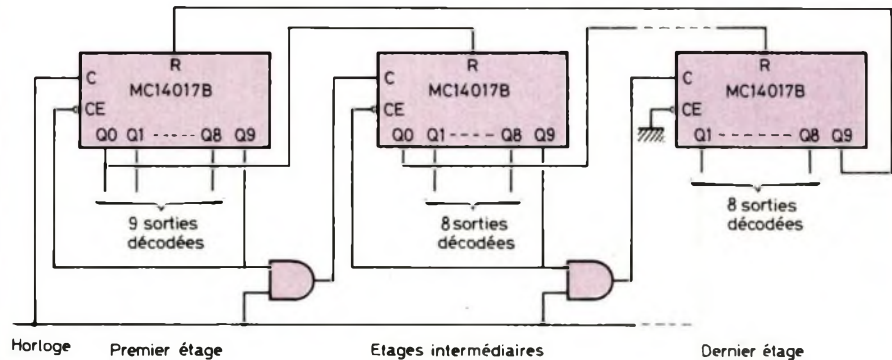 R
C
MC14017B
CE
Q0 Q1 ----- Q8 Q9
9 sorties
décodées
R
C
MC14017B
CE
Q0 Q1 ------ Q8 Q9
8 sorties
décodées
R
C
MC14017B
CE
Q1 ------- Q8 Q9
8 sorties
décodées
Horloge
Premier étage
Etages intermédiaires
Dernier étage